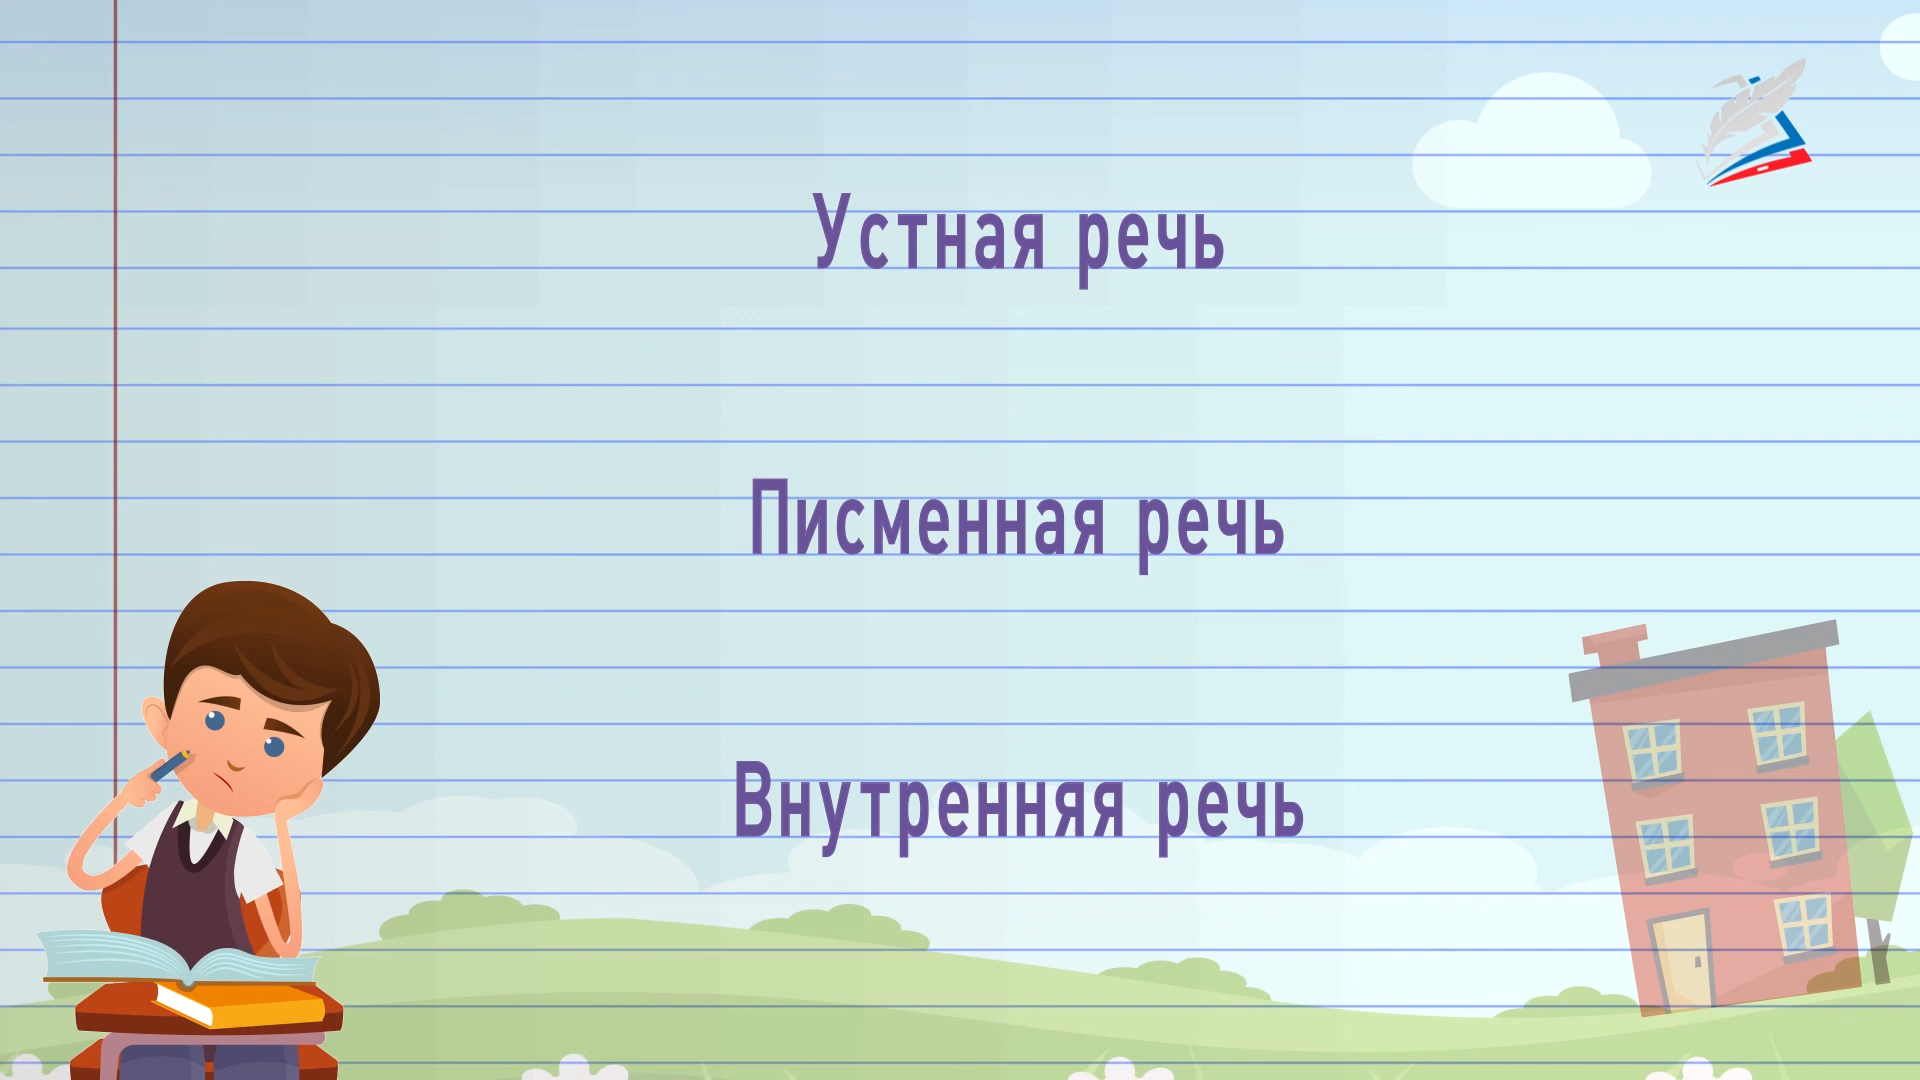 Устная речь
Писменная речь
Внутренняя речь